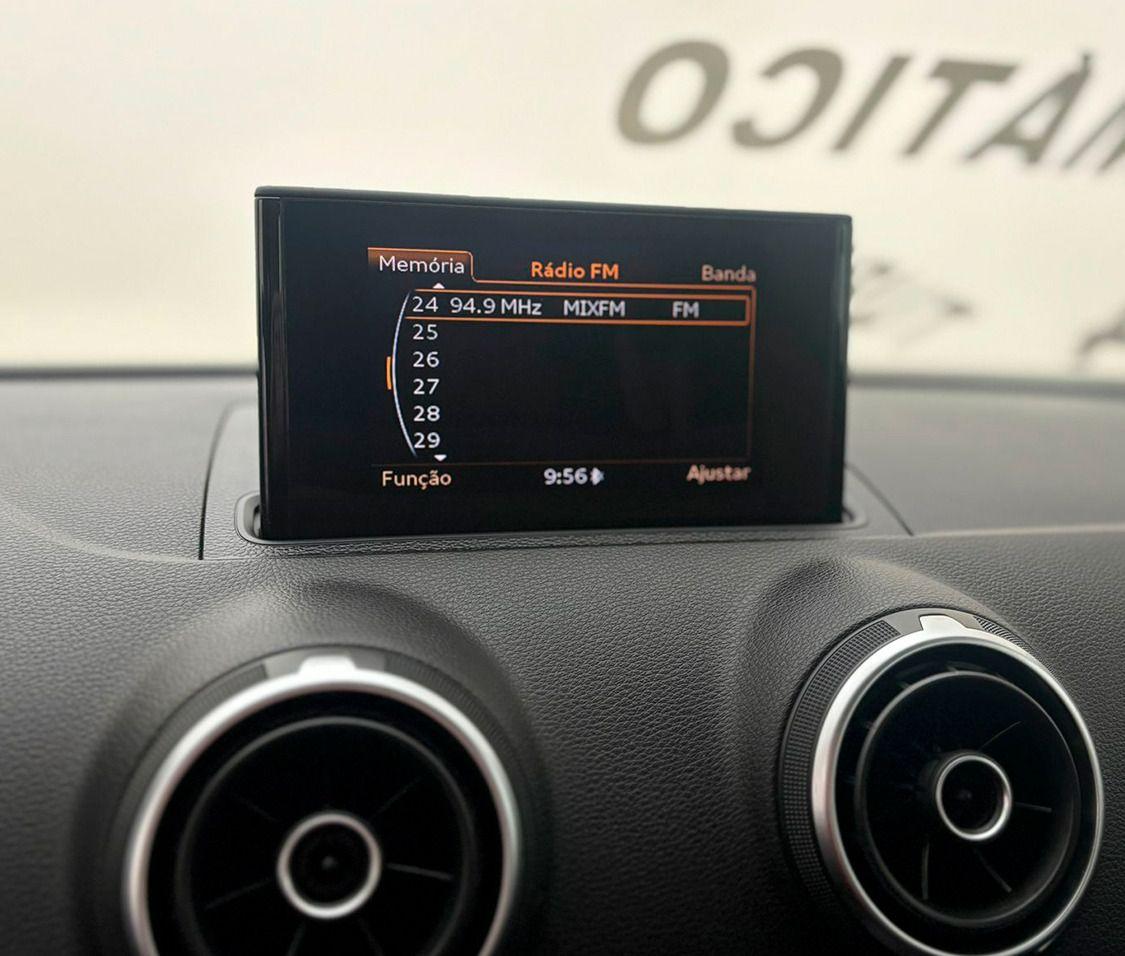 MÁTICO
Memória Rádio FM Banda
24 94.9 MHz MIXFM FM
25
26
27
28
29
Função 9:56 Ajustar